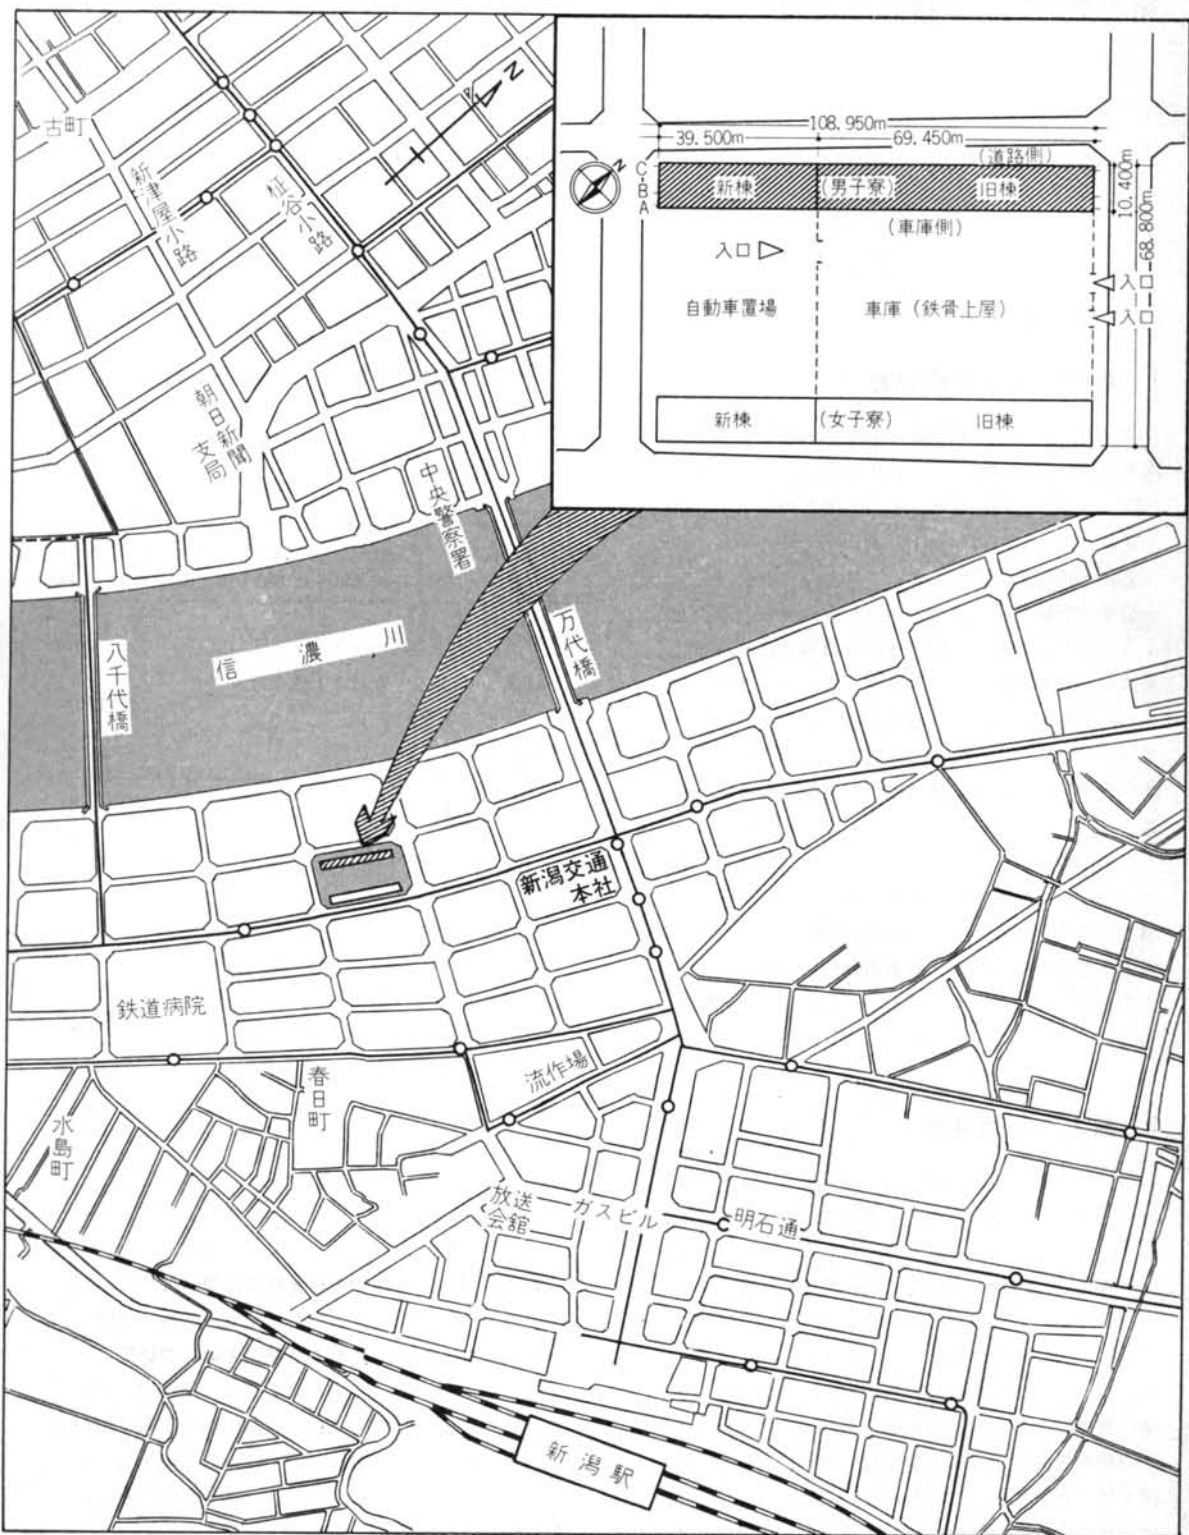 N
古町
新津屋小路
柾谷小路
108.950m
39.500m
69.450m
(道路側)
N
C
B
A
新棟
(男子寮)
旧棟
10.400m
68.800m
(車庫側)
入口
入口
入口
自動車置場
車庫(鉄骨上屋)
新棟
(女子寮)
旧棟
朝日新聞
支局
中央警察署
万代橋
八千代橋
信濃川
新潟交通
本社
鉄道病院
流作場
春日町
水島町
放送
会館
ガスビル
明石通
新潟駅